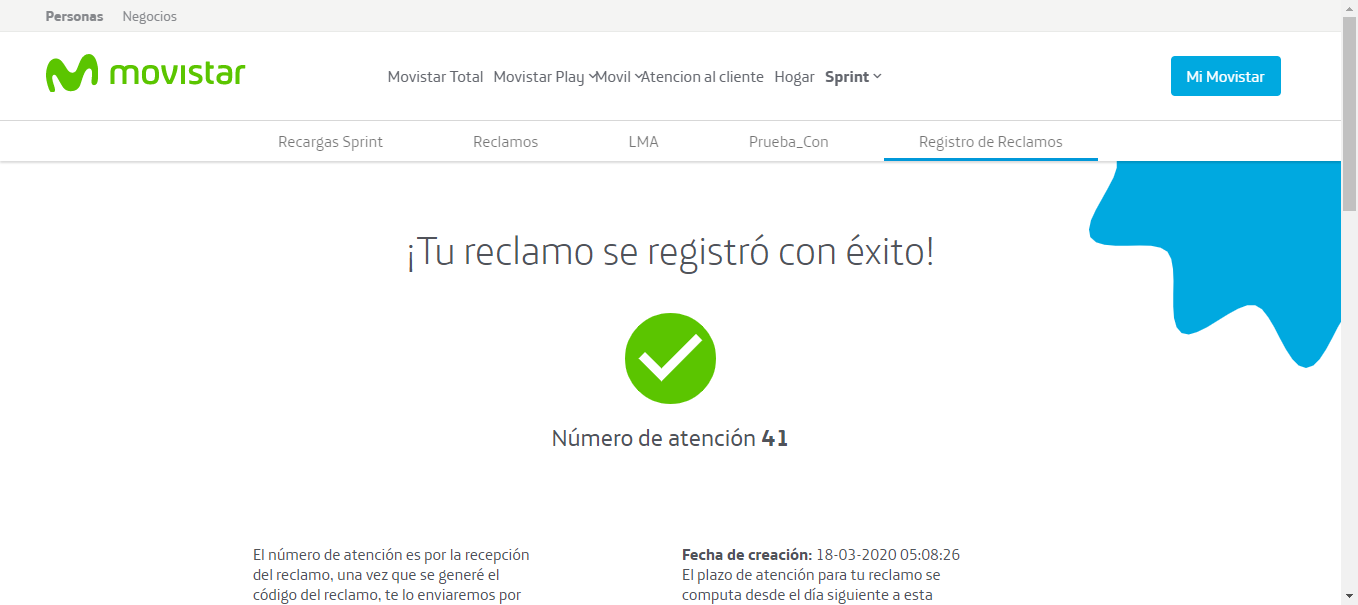 Personas Negocios
movistar
Movistar Total Movistar Play Movil Atencion al cliente Hogar Sprint
Mi Movistar
Recargas Sprint Reclamos LMA Prueba_Con Registro de Reclamos
¡Tu reclamo se registró con éxito!
Número de atención 41
El número de atención es por la recepción
del reclamo, una vez que se generé el
código del reclamo, te lo enviaremos por
Fecha de creación: 18-03-2020 05:08:26
El plazo de atención para tu reclamo se
computa desde el día siguiente a esta